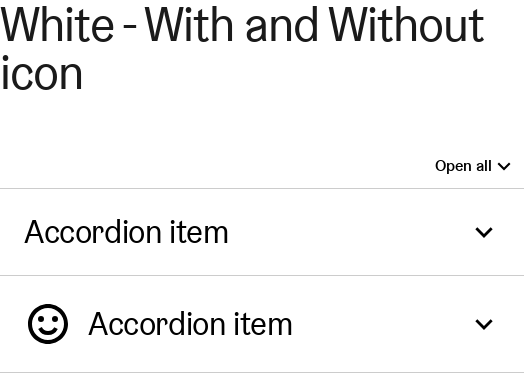 White - With and Without
icon
Open all
Accordion item
Accordion item